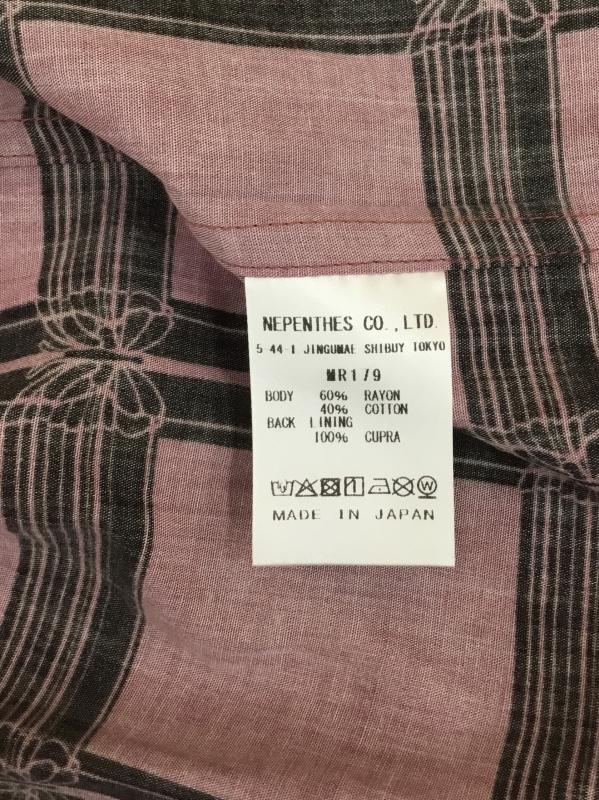 NEPENTHES CO.,LTD.
5-44-1 JINGUMAE SHIBUY TOKYO
MR179
BODY 60% RAYON
40% COTTON
BACK LINING
100% CUPRA
W
MADE IN JAPAN